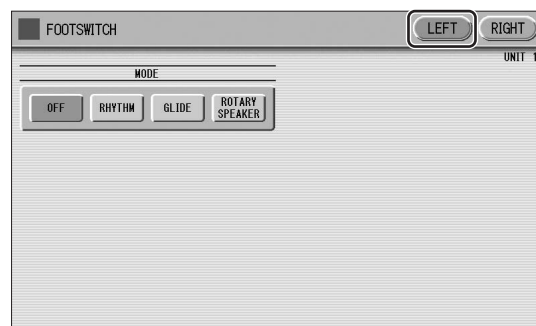 FOOTSWITCH LEFT RIGHT
UNIT 1
MODE
OFF RHYTHM GLIDE ROTARY
SPEAKER